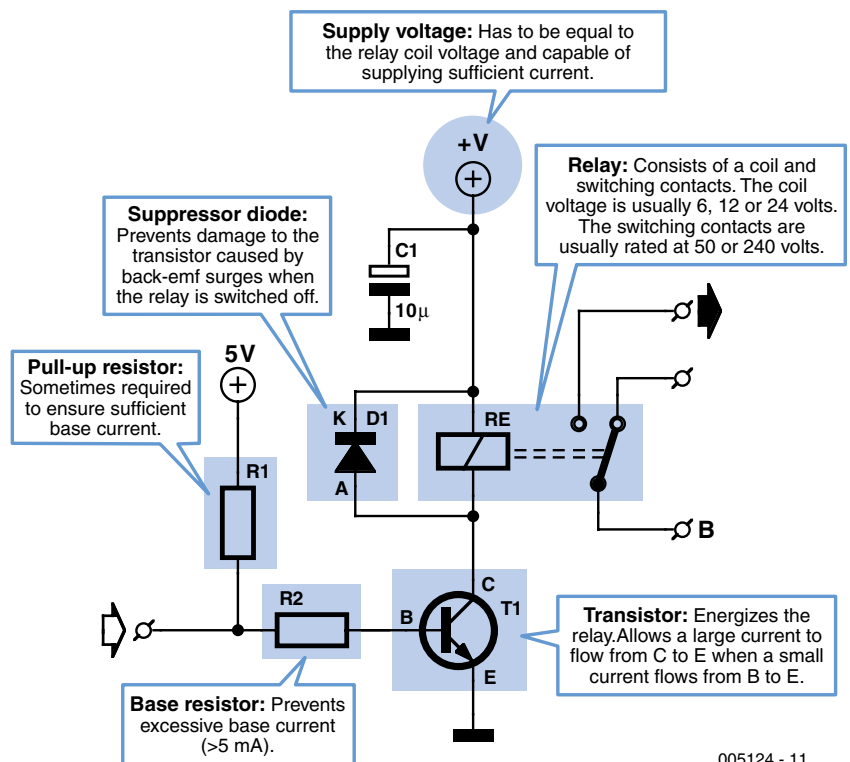 Supply voltage: Has to be equal to
the relay coil voltage and capable of
supplying sufficient current.
+V
Relay: Consists of a coil and
switching contacts. The coil
voltage is usually 6, 12 or 24 volts.
The switching contacts are
usually rated at 50 or 240 volts.
Suppressor diode:
Prevents damage to the
transistor caused by
back-emf surges when
the relay is switched off.
C1
10μ
Pull-up resistor:
Sometimes required
to ensure sufficient
base current.
5V
K D1
A
RE
R1
B
R2
B
C
T1
E
Transistor: Energizes the
relay.Allows a large current to
flow from C to E when a small
current flows from B to E.
Base resistor: Prevents
excessive base current
(>5 mA).
005124 - 11